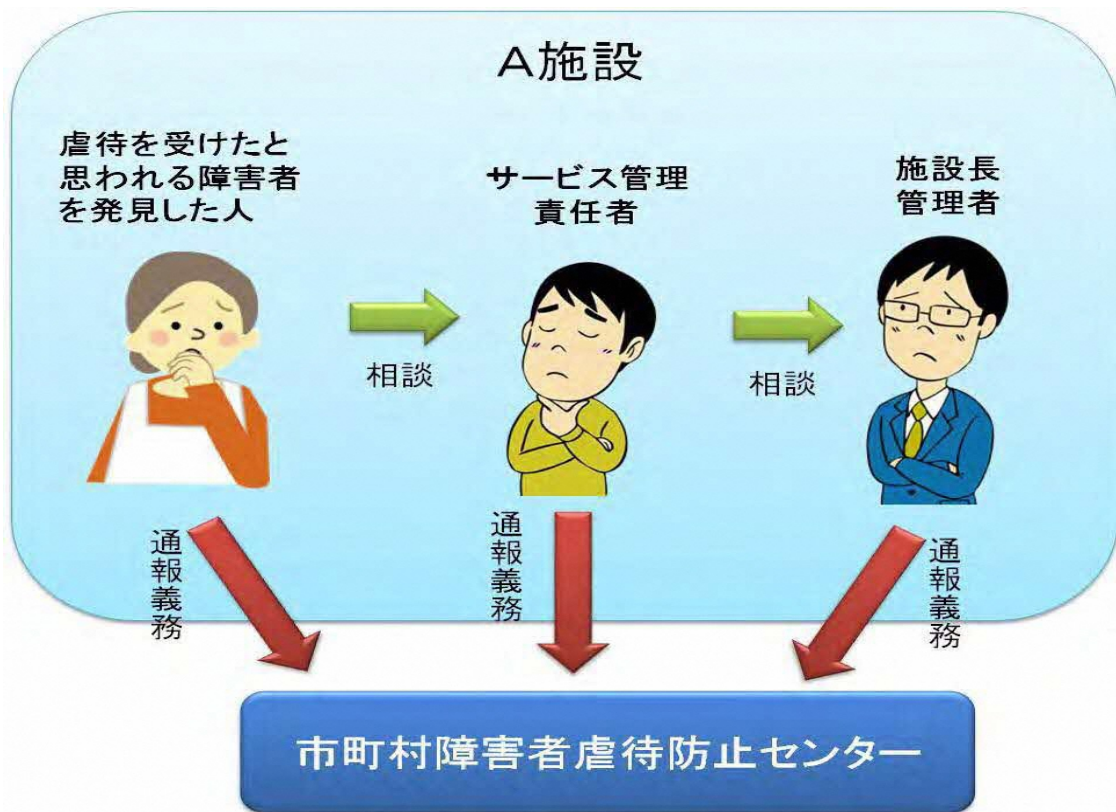 A施設
虐待を受けたと
思われる障害者
を発見した人
サービス管理
責任者
施設長
管理者
相談
相談
通報義務
通報義務
通報義務
市町村障害者虐待防止センター